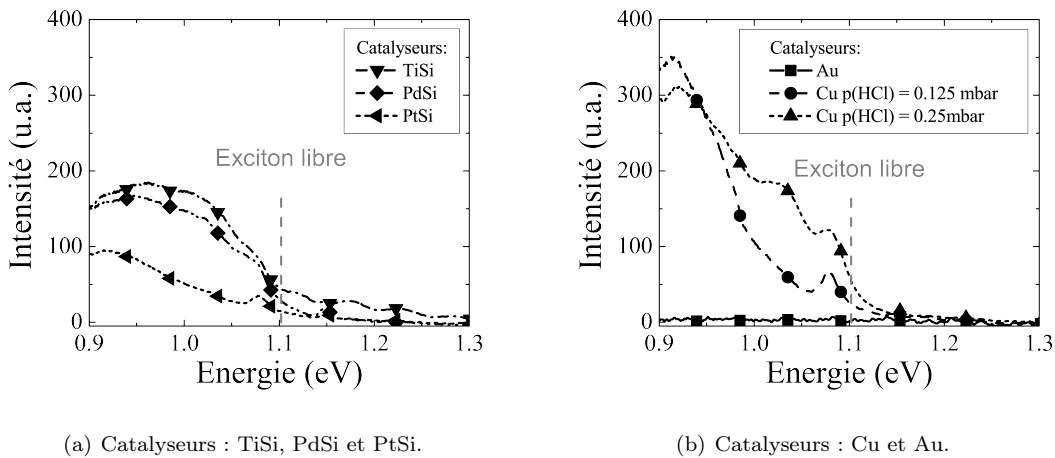 400
300
200
100
0
Intensité (u.a.)
Catalyseurs:
TiSi
PdSi
PtSi
Exciton libre
0.9 1.0 1.1 1.2 1.3
Energie (eV)
(a) Catalyseurs : TiSi, PdSi et PtSi.
400
300
200
100
0
Intensité (u.a.)
Catalyseurs:
Au
Cu p(HCl) = 0.125 mbar
Cu p(HCl) = 0.25mbar
Exciton libre
0.9 1.0 1.1 1.2 1.3
Energie (eV)
(b) Catalyseurs : Cu et Au.